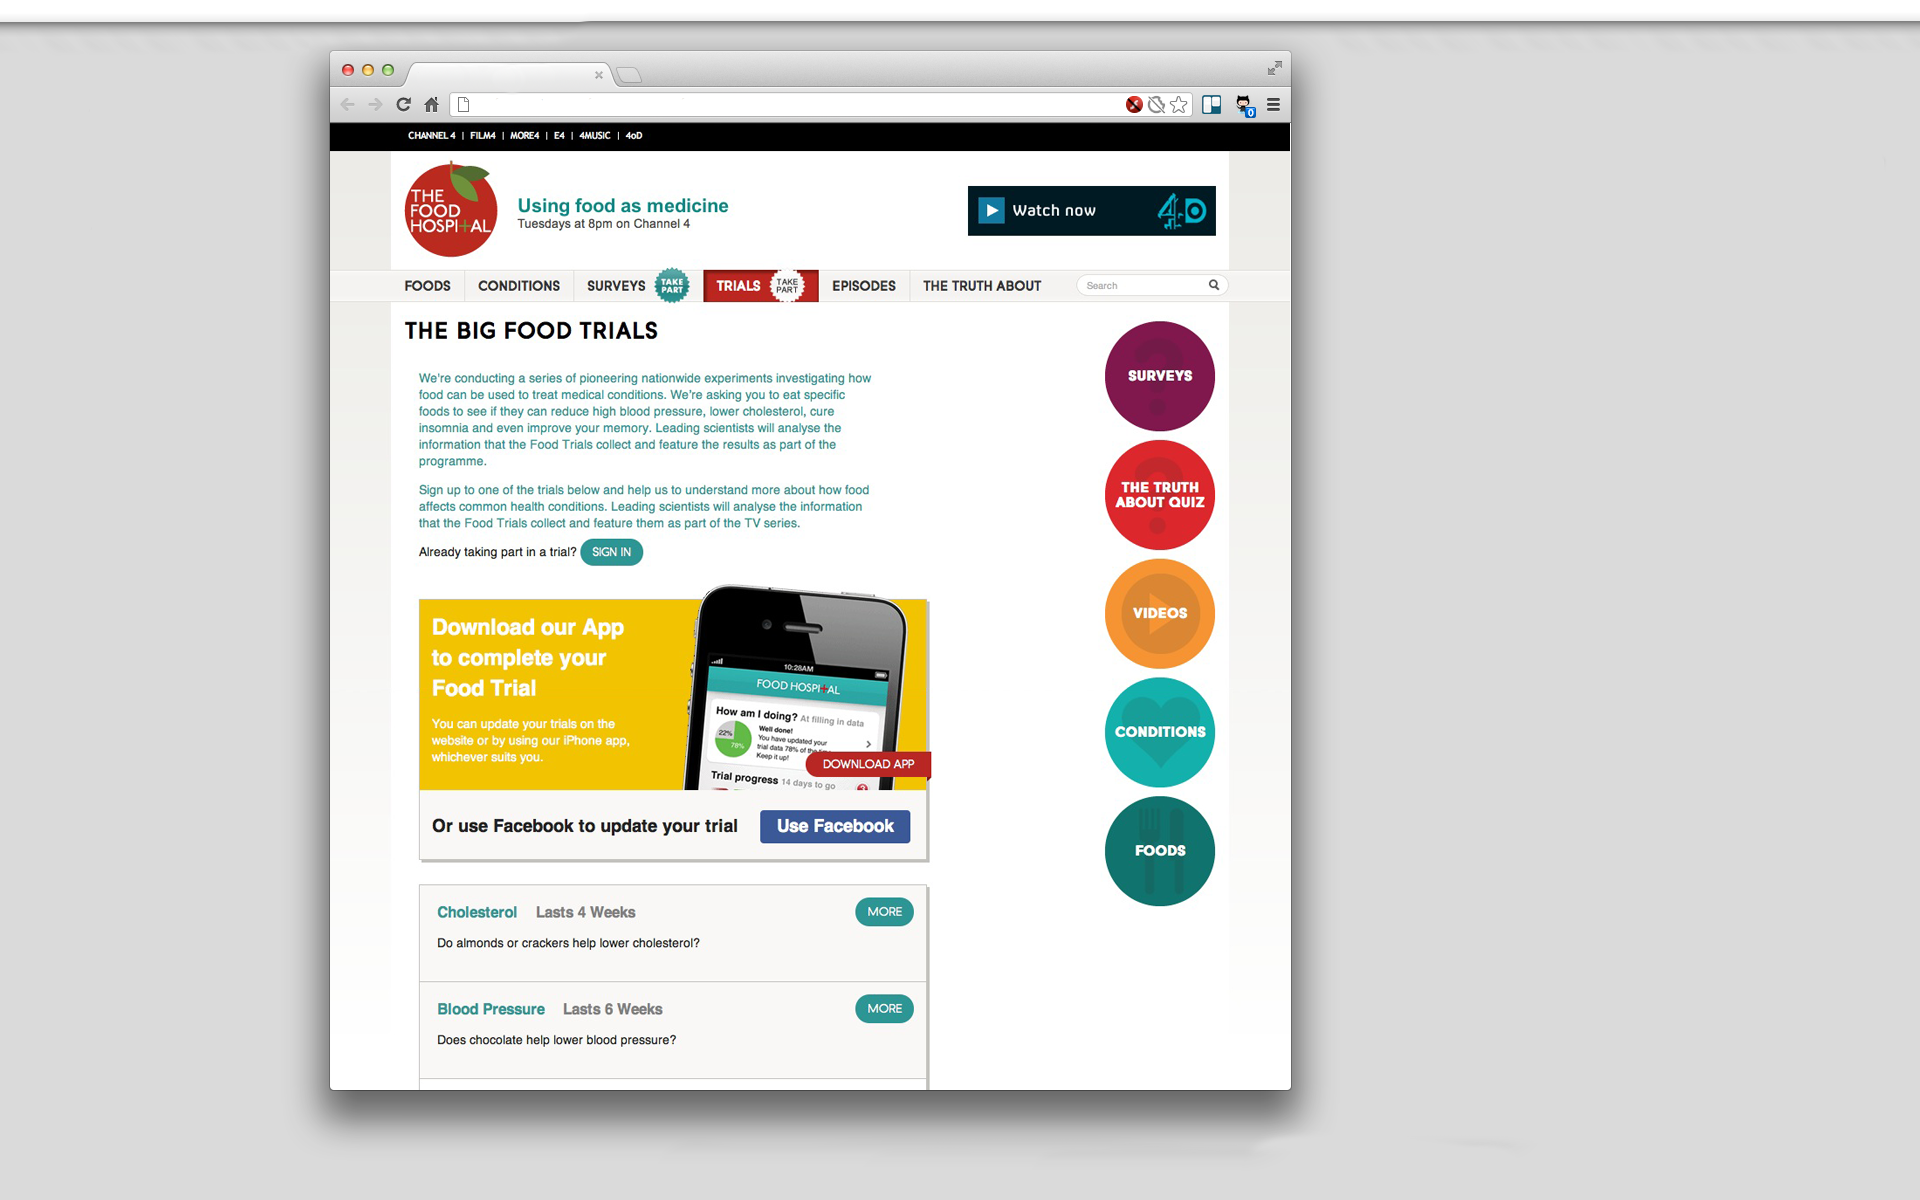 CHANNEL 4 | FILM4 | MORE4 | E4 | 4MUSIC | 4oD
THE
FOOD
HOSPITAL
Using food as medicine
Tuesdays at 8pm on Channel 4
Watch now
4oD
FOODS
CONDITIONS
SURVEYS
TAKE
PART
TRIALS
TAKE
PART
EPISODES
THE TRUTH ABOUT
Search
0
THE BIG FOOD TRIALS
We're conducting a series of pioneering nationwide experiments investigating how
food can be used to treat medical conditions. We're asking you to eat specific
foods to see if they can reduce high blood pressure, lower cholesterol, cure
insomnia and even improve your memory. Leading scientists will analyse the
information that the Food Trials collect and feature the results as part of the
programme.
Sign up to one of the trials below and help us to understand more about how food
affects common health conditions. Leading scientists will analyse the information
that the Food Trials collect and feature them as part of the TV series.
Already taking part in a trial? SIGN IN
Download our App
to complete your
Food Trial
You can update your trials on the
website or by using our iPhone app,
whichever suits you.
10:28AM
FOOD HOSPITAL
How am I doing? At filling in data
22%
78%
Well done!
You have updated your
trial data 78% of the time
Keep it up!
Trial progress 14 days to go
DOWNLOAD APP
Or use Facebook to update your trial
Use Facebook
Cholesterol Lasts 4 Weeks
MORE
Do almonds or crackers help lower cholesterol?
Blood Pressure Lasts 6 Weeks
MORE
Does chocolate help lower blood pressure?
SURVEYS
THE TRUTH
ABOUT QUIZ
VIDEOS
CONDITIONS
FOODS